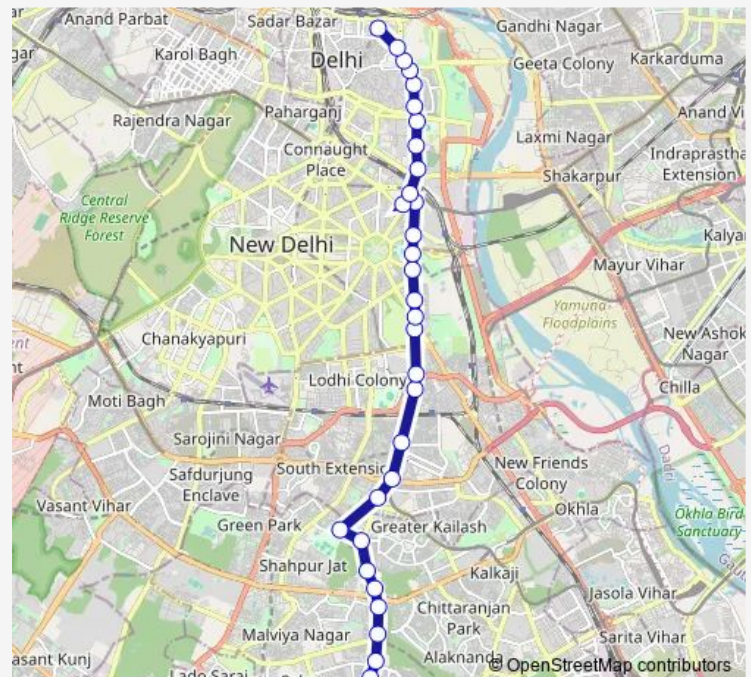 Anand Parbat
Sadar Bazar
Gandhi Nagar
Karol Bagh
Delhi
Geeta Colony
Karkarduma
Rajendra Nagar
Paharganj
Anand Vi
Connaught
Place
Laxmi Nagar
Indraprastha
Extension
Shakarpur
Central
Ridge Reserve
Forest
New Delhi
Kalya
Mayur Vihar
Yamuna
Floodplains
Chanakyapuri
New Ashok
Nagar
Lodhi Colony
Chilla
Moti Bagh
Sarojini Nagar
South Extensio
Dadri
Safdurjung
Enclave
New Friends
Colony
Vasant Vihar
Okhla
Okhla Bird
Sanctuary
Green Park
Greater Kailash
Shahpur Jat
Kalkaji
Jasola Vihar
Chittaranjan
Park
Malviya Nagar
Sarita Vihar
asant Kunj
Alaknanda
© OpenStreetMap contributors